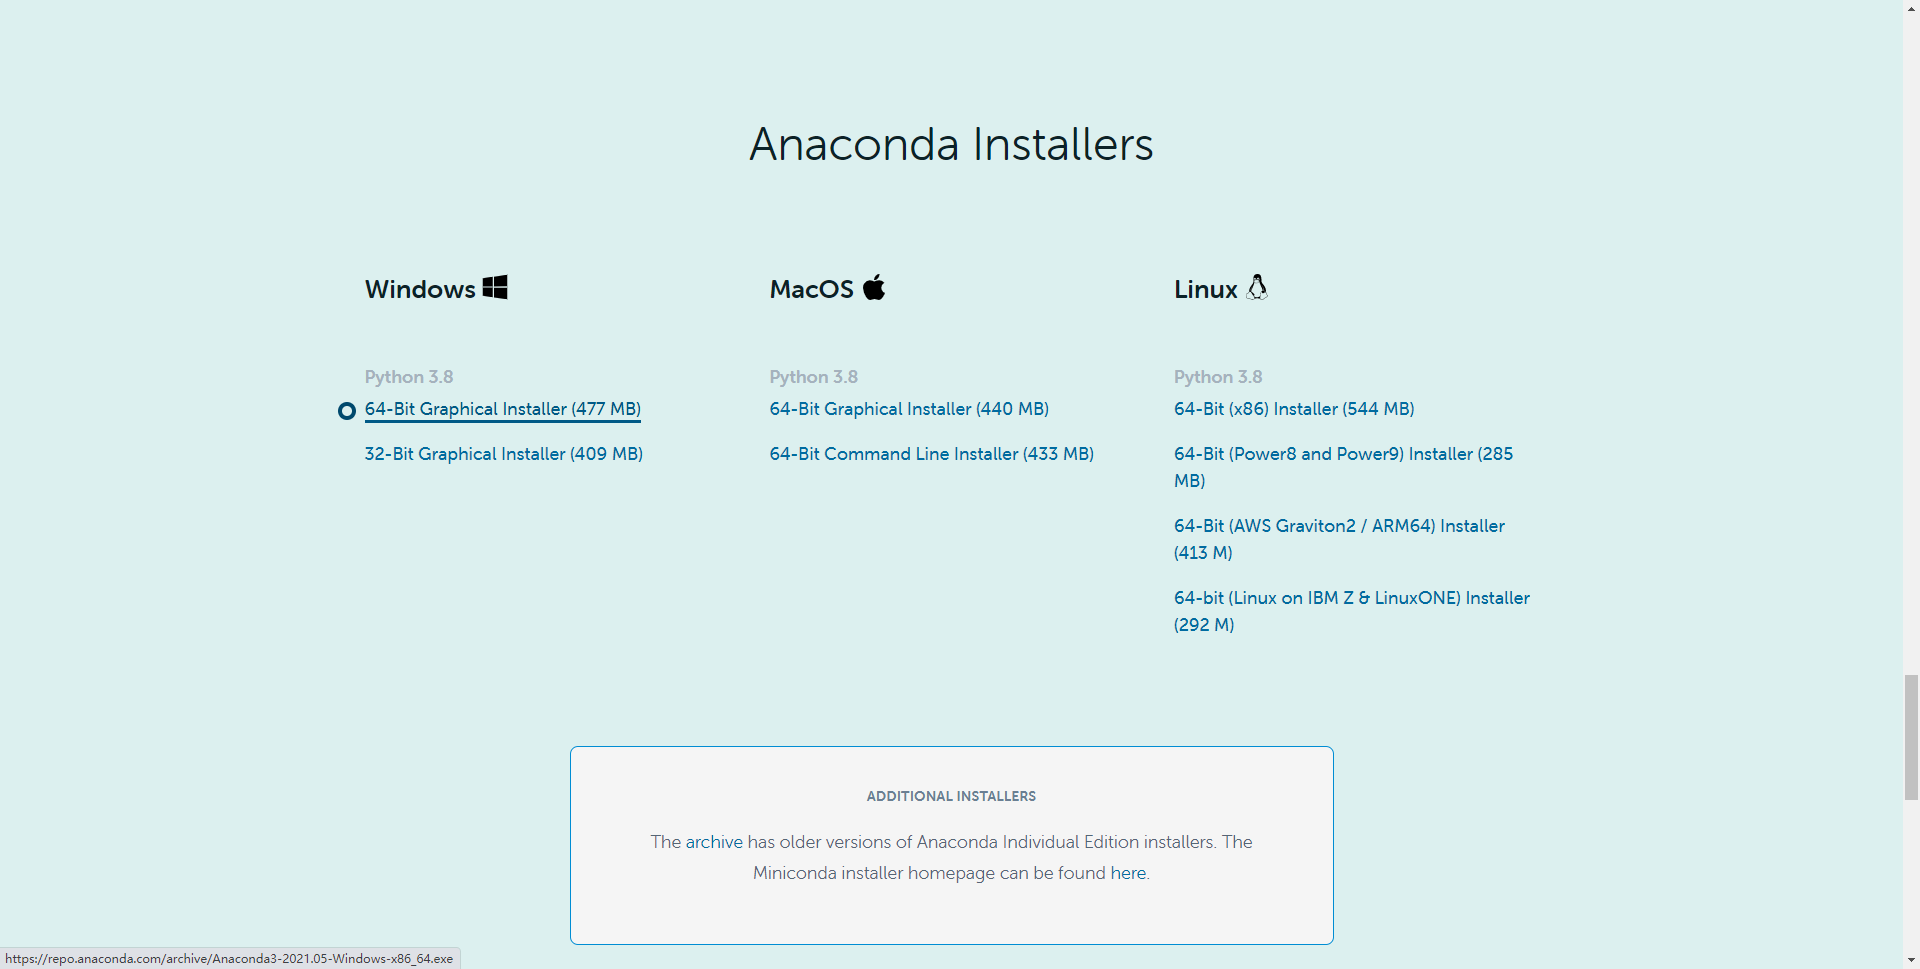 Anaconda Installers
Windows
MacOS
Linux
Python 3.8
64-Bit Graphical Installer (477 MB)
32-Bit Graphical Installer (409 MB)
Python 3.8
64-Bit Graphical Installer (440 MB)
64-Bit Command Line Installer (433 MB)
Python 3.8
64-Bit (x86) Installer (544 MB)
64-Bit (Power8 and Power9) Installer (285
MB)
64-Bit (AWS Graviton2 / ARM64) Installer
(413 M)
64-bit (Linux on IBM Z & LinuxONE) Installer
(292 M)
ADDITIONAL INSTALLERS
The archive has older versions of Anaconda Individual Edition installers. The
Miniconda installer homepage can be found here.
https://repo.anaconda.com/archive/Anaconda3-2021.05-Windows-x86_64.exe